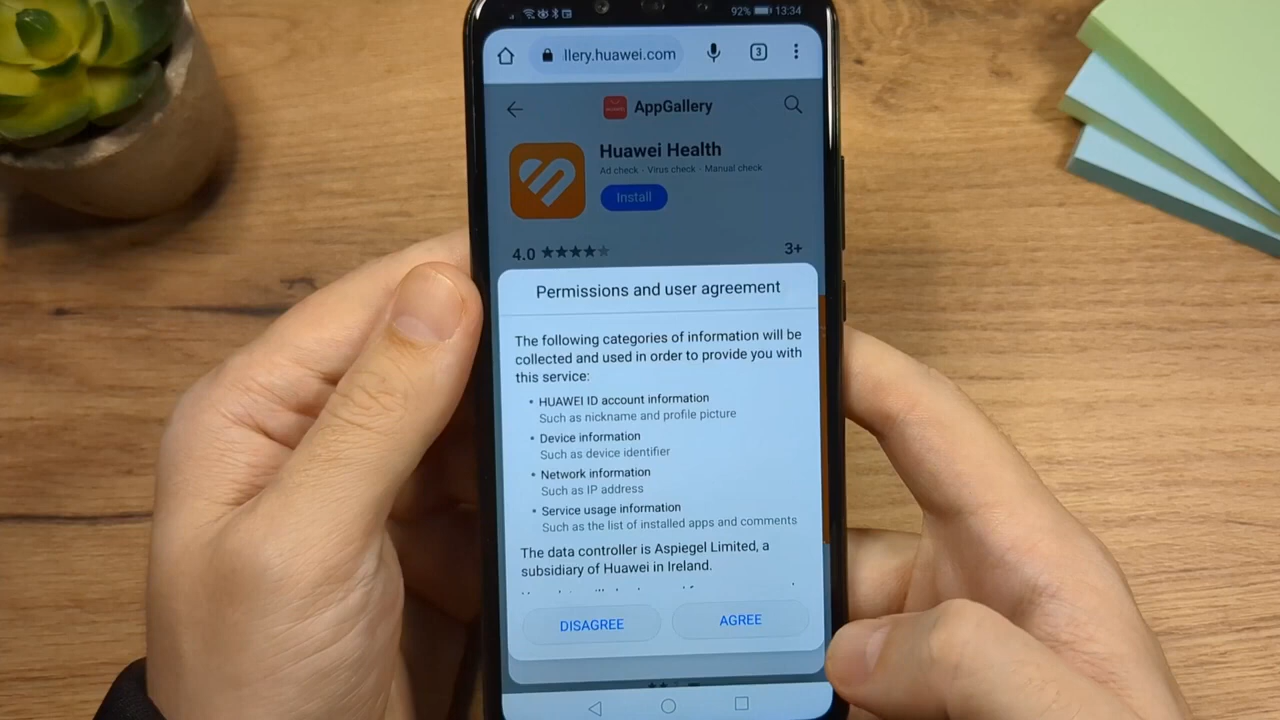 92% 13:34
llery.huawei.com 3
AppGallery
Huawei Health
Ad check - Virus check - Manual check
Install
4.0 3+
Permissions and user agreement
The following categories of information will be
collected and used in order to provide you with
this service:
• HUAWEI ID account information
Such as nickname and profile picture
• Device information
Such as device identifier
• Network information
Such as IP address
• Service usage information
Such as the list of installed apps and comments
The data controller is Aspiegel Limited, a
subsidiary of Huawei in Ireland.
DISAGREE AGREE